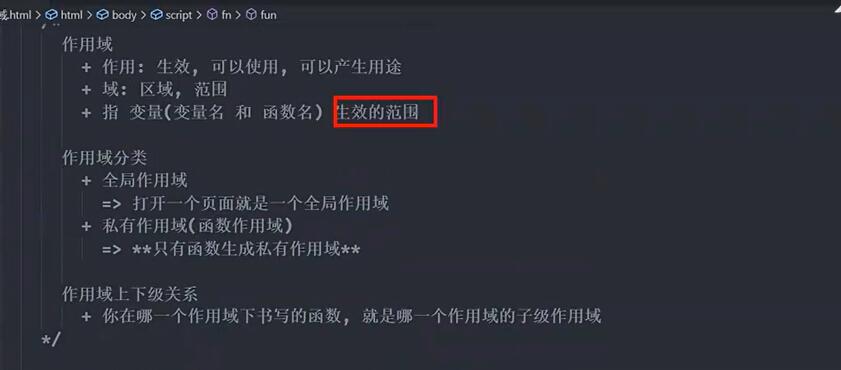 域.html > html > body > script > fn > fun
作用域
+ 作用: 生效, 可以使用, 可以产生用途
+ 域: 区域, 范围
+ 指 变量(变量名 和 函数名) 生效的范围
作用域分类
+ 全局作用域
=> 打开一个页面就是一个全局作用域
+ 私有作用域(函数作用域)
=> **只有函数生成私有作用域**
作用域上下级关系
+ 你在哪一个作用域下书写的函数, 就是哪一个作用域的子级作用域
*/